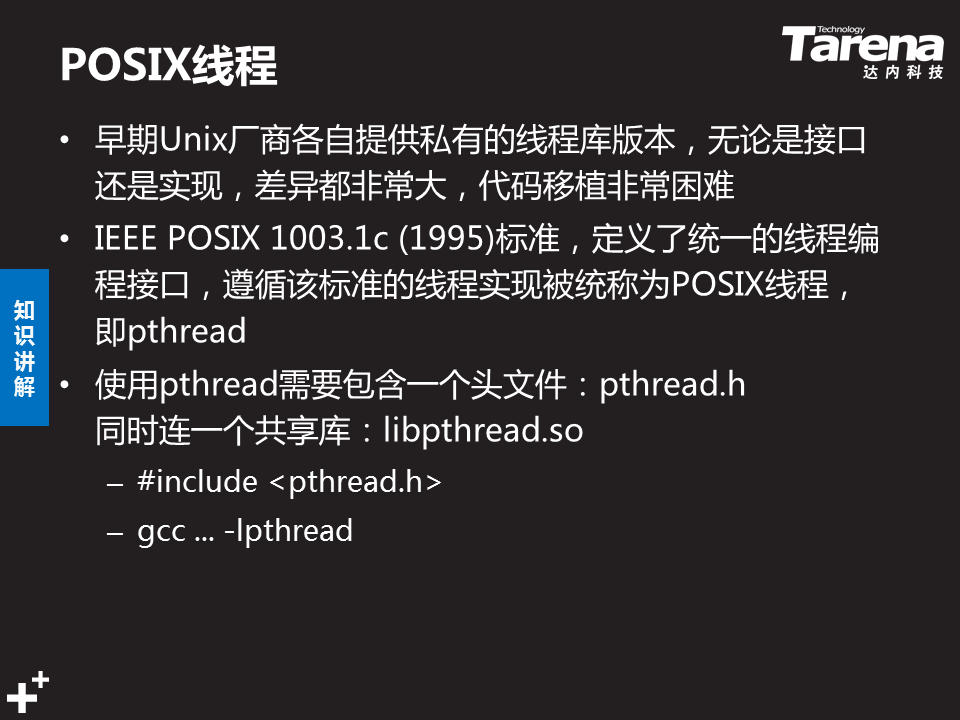 POSIX线程
Technology
Tarena
达内科技
• 早期Unix厂商各自提供私有的线程库版本，无论是接口
还是实现，差异都非常大，代码移植非常困难
• IEEE POSIX 1003.1c (1995)标准，定义了统一的线程编
程接口，遵循该标准的线程实现被统称为POSIX线程，
即pthread
知识讲解
• 使用pthread需要包含一个头文件：pthread.h
同时连一个共享库：libpthread.so
– #include <pthread.h>
– gcc ... -lpthread